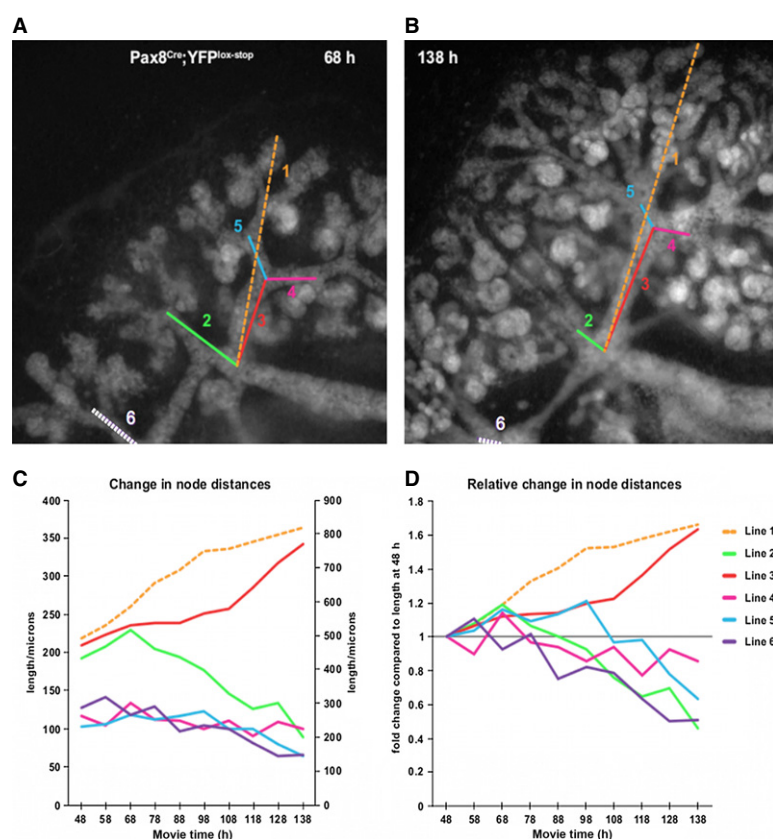 A
Pax8Cre;YFPlox-stop 68 h
1
5
2
3
4
6
B
138 h
1
5
4
3
2
6
C
Change in node distances
400
350
300
250
200
150
100
50
0
length/microns
900
800
700
600
500
400
300
200
100
0
length/microns
48 58 68 78 88 98 108 118 128 138
Movie time (h)
D
Relative change in node distances
1.8
1.6
1.4
1.2
1
0.8
0.6
0.4
0.2
0
fold change compared to length at 48 h
48 58 68 78 88 98 108 118 128 138
Movie time (h)
Line 1
Line 2
Line 3
Line 4
Line 5
Line 6